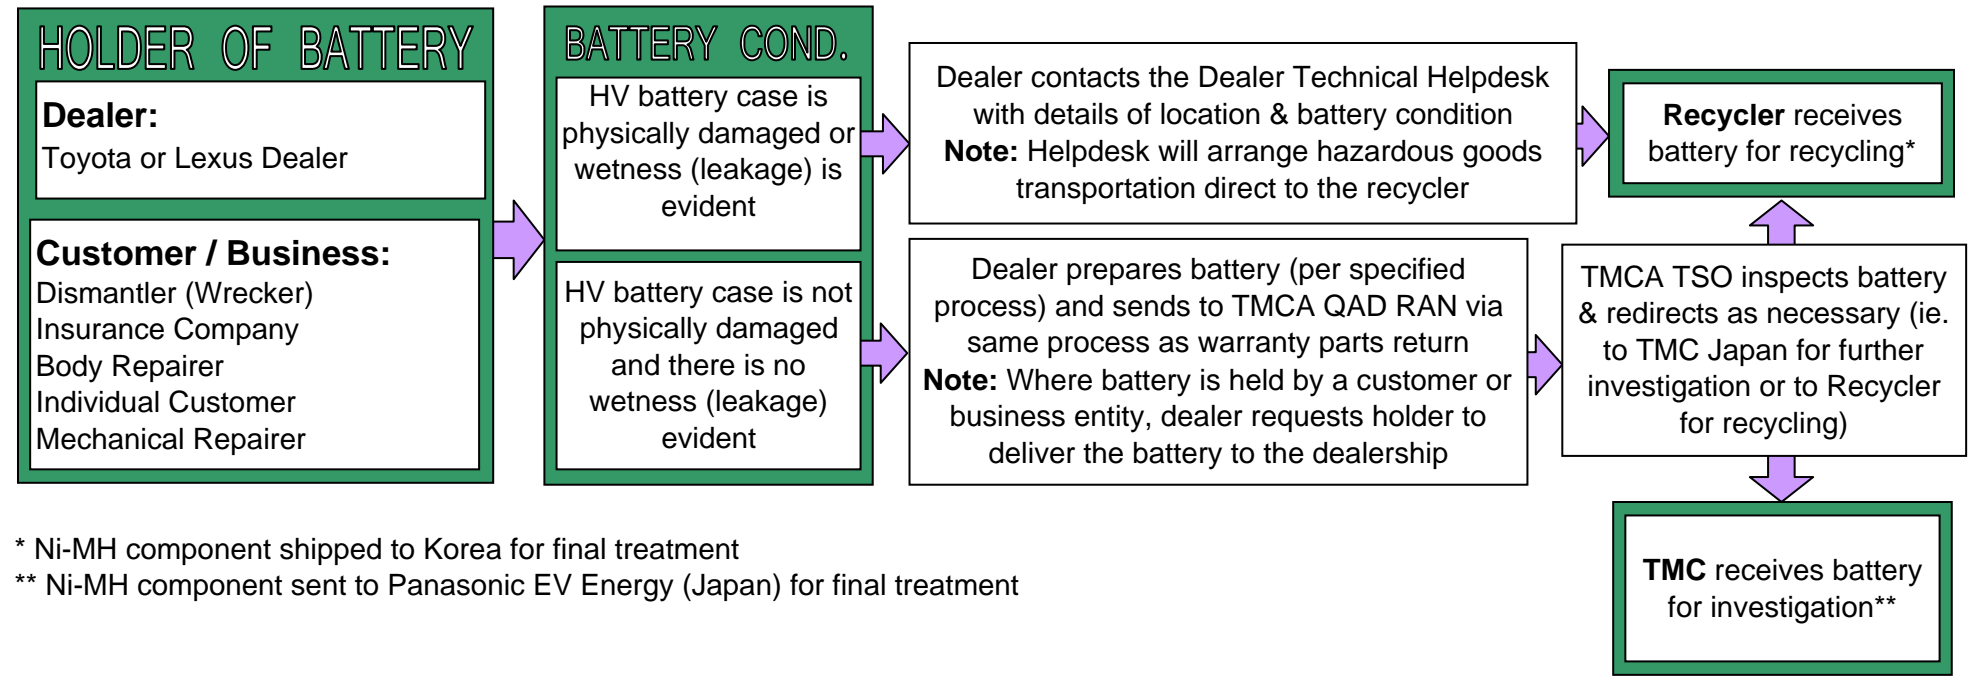 HOLDER OF BATTERY
Dealer:
Toyota or Lexus Dealer
Customer / Business:
Dismantler (Wrecker)
Insurance Company
Body Repairer
Individual Customer
Mechanical Repairer
BATTERY COND.
HV battery case is
physically damaged or
wetness (leakage) is
evident
HV battery case is not
physically damaged
and there is no
wetness (leakage)
evident
Dealer contacts the Dealer Technical Helpdesk
with details of location & battery condition
Note: Helpdesk will arrange hazardous goods
transportation direct to the recycler
Dealer prepares battery (per specified
process) and sends to TMCA QAD RAN via
same process as warranty parts return
Note: Where battery is held by a customer or
business entity, dealer requests holder to
deliver the battery to the dealership
Recycler receives
battery for recycling*
TMCA TSO inspects battery
& redirects as necessary (ie.
to TMC Japan for further
investigation or to Recycler
for recycling)
TMC receives battery
for investigation**
* Ni-MH component shipped to Korea for final treatment
** Ni-MH component sent to Panasonic EV Energy (Japan) for final treatment